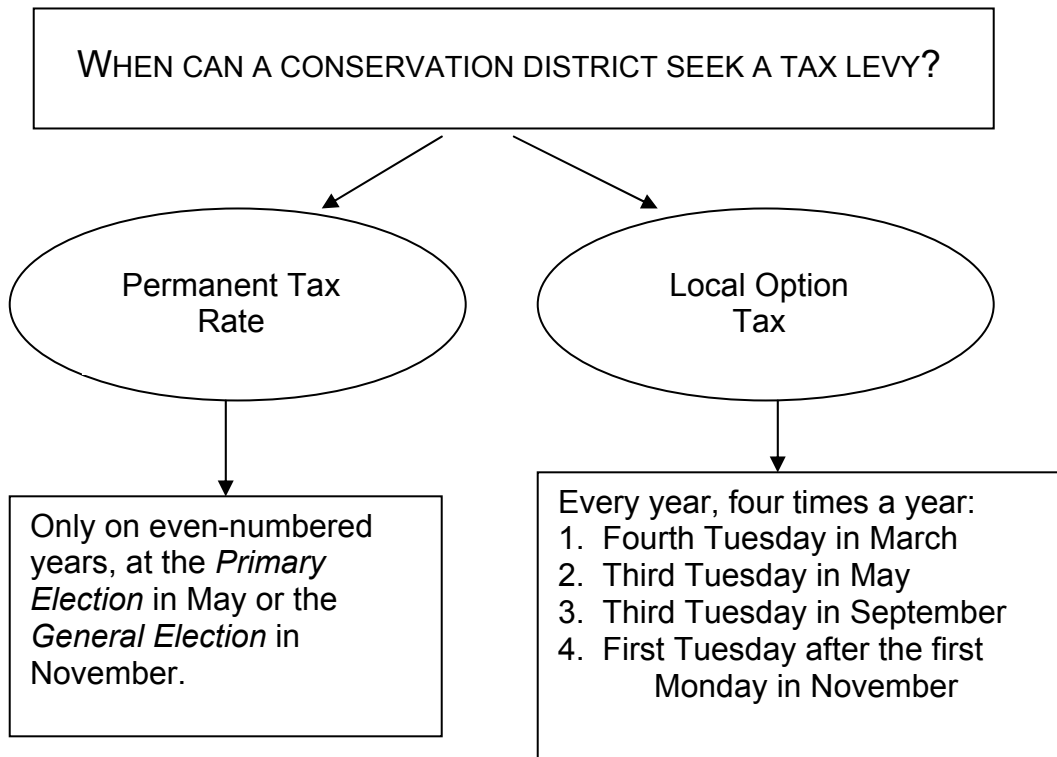 WHEN CAN A CONSERVATION DISTRICT SEEK A TAX LEVY?
Permanent Tax
Rate
Local Option
Tax
Only on even-numbered
years, at the Primary
Election in May or the
General Election in
November.
Every year, four times a year:
1. Fourth Tuesday in March
2. Third Tuesday in May
3. Third Tuesday in September
4. First Tuesday after the first
Monday in November